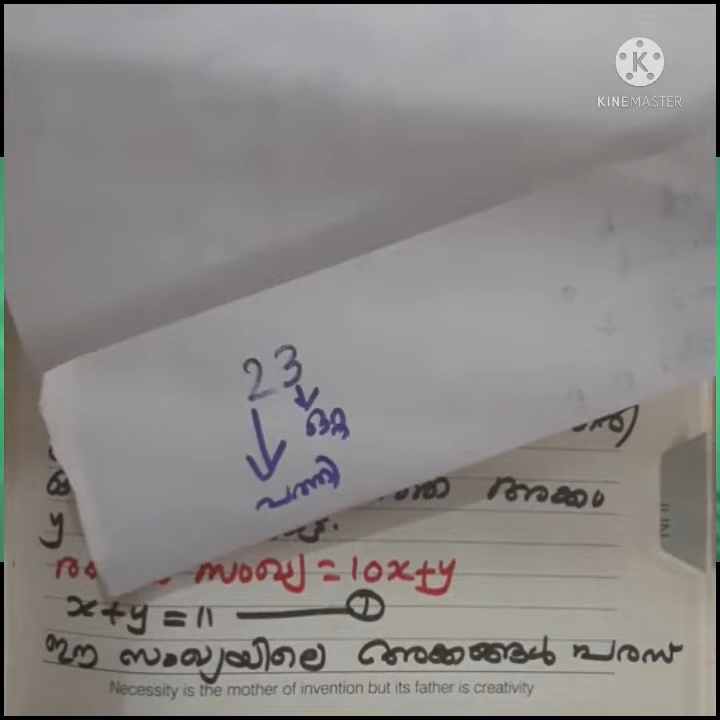 KINEMASTER
23
ഒറ്റ
പത്ത്
അക്കം
y
സംഖ്യ = 10x+y
x+y = 11 ①
ഈ സംഖ്യയിലെ അക്കങ്ങൾ പരസ്
Necessity is the mother of invention but its father is creativity